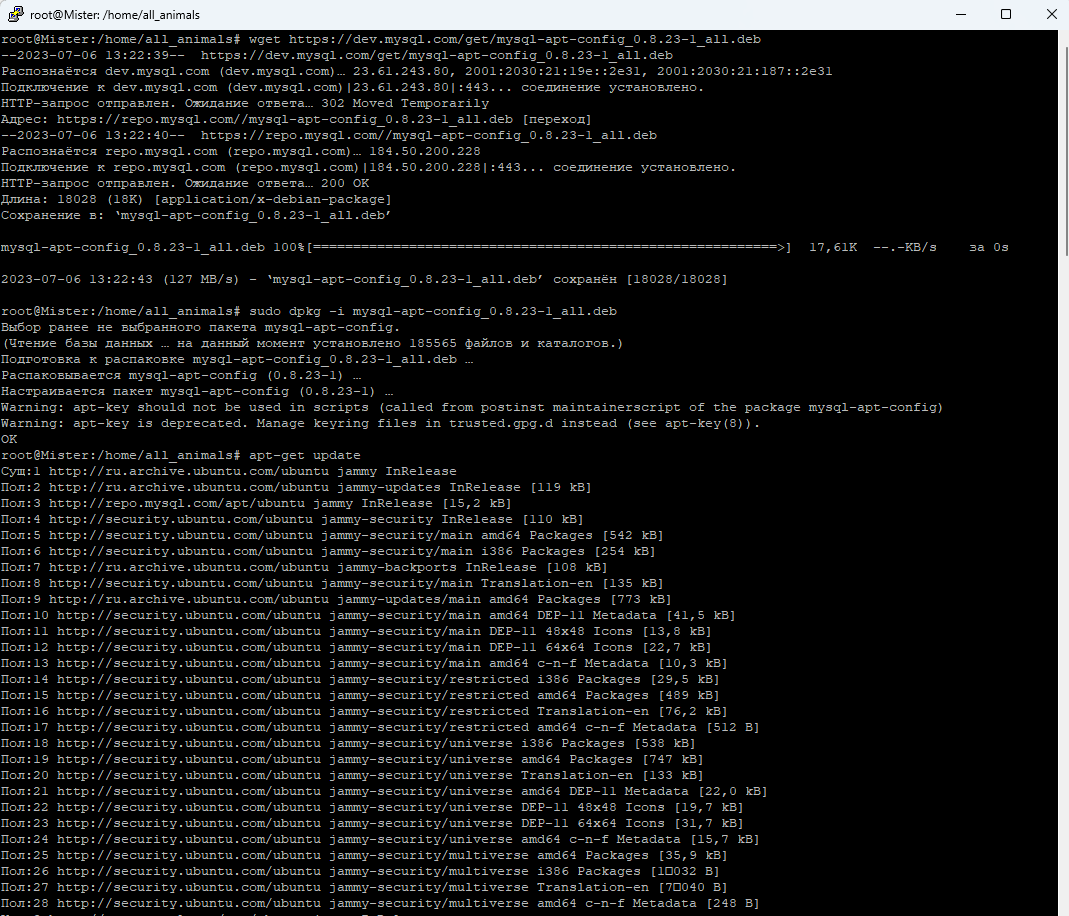 root@Mister: /home/all_animals
root@Mister:/home/all_animals# wget https://dev.mysql.com/get/mysql-apt-config_0.8.23-1_all.deb
--2023-07-06 13:22:39--  https://dev.mysql.com/get/mysql-apt-config_0.8.23-1_all.deb
Распознаётся dev.mysql.com (dev.mysql.com)… 23.61.243.80, 2001:2030:21:19e::2e31, 2001:2030:21:187::2e31
Подключение к dev.mysql.com (dev.mysql.com)|23.61.243.80|:443... соединение установлено.
HTTP-запрос отправлен. Ожидание ответа… 302 Moved Temporarily
Адрес: https://repo.mysql.com//mysql-apt-config_0.8.23-1_all.deb [переход]
--2023-07-06 13:22:40--  https://repo.mysql.com//mysql-apt-config_0.8.23-1_all.deb
Распознаётся repo.mysql.com (repo.mysql.com)… 184.50.200.228
Подключение к repo.mysql.com (repo.mysql.com)|184.50.200.228|:443... соединение установлено.
HTTP-запрос отправлен. Ожидание ответа… 200 OK
Длина: 18028 (18K) [application/x-debian-package]
Сохранение в: ‘mysql-apt-config_0.8.23-1_all.deb’
mysql-apt-config_0.8.23-1_all.deb 100%[==========================================================>]  17,61K  --.-KB/s    за 0s
2023-07-06 13:22:43 (127 MB/s) - ‘mysql-apt-config_0.8.23-1_all.deb’ сохранён [18028/18028]
root@Mister:/home/all_animals# sudo dpkg -i mysql-apt-config_0.8.23-1_all.deb
Выбор ранее не выбранного пакета mysql-apt-config.
(Чтение базы данных … на данный момент установлено 185565 файлов и каталогов.)
Подготовка к распаковке mysql-apt-config_0.8.23-1_all.deb …
Распаковывается mysql-apt-config (0.8.23-1) …
Настраивается пакет mysql-apt-config (0.8.23-1) …
Warning: apt-key should not be used in scripts (called from postinst maintainerscript of the package mysql-apt-config)
Warning: apt-key is deprecated. Manage keyring files in trusted.gpg.d instead (see apt-key(8)).
OK
root@Mister:/home/all_animals# apt-get update
Сущ:1 http://ru.archive.ubuntu.com/ubuntu jammy InRelease
Пол:2 http://ru.archive.ubuntu.com/ubuntu jammy-updates InRelease [119 kB]
Пол:3 http://repo.mysql.com/apt/ubuntu jammy InRelease [15,2 kB]
Пол:4 http://security.ubuntu.com/ubuntu jammy-security InRelease [110 kB]
Пол:5 http://security.ubuntu.com/ubuntu jammy-security/main amd64 Packages [542 kB]
Пол:6 http://security.ubuntu.com/ubuntu jammy-security/main i386 Packages [254 kB]
Пол:7 http://ru.archive.ubuntu.com/ubuntu jammy-backports InRelease [108 kB]
Пол:8 http://security.ubuntu.com/ubuntu jammy-security/main Translation-en [135 kB]
Пол:9 http://ru.archive.ubuntu.com/ubuntu jammy-updates/main amd64 Packages [773 kB]
Пол:10 http://security.ubuntu.com/ubuntu jammy-security/main amd64 DEP-11 Metadata [41,5 kB]
Пол:11 http://security.ubuntu.com/ubuntu jammy-security/main DEP-11 48x48 Icons [13,8 kB]
Пол:12 http://security.ubuntu.com/ubuntu jammy-security/main DEP-11 64x64 Icons [22,7 kB]
Пол:13 http://security.ubuntu.com/ubuntu jammy-security/main amd64 c-n-f Metadata [10,3 kB]
Пол:14 http://security.ubuntu.com/ubuntu jammy-security/restricted i386 Packages [29,5 kB]
Пол:15 http://security.ubuntu.com/ubuntu jammy-security/restricted amd64 Packages [489 kB]
Пол:16 http://security.ubuntu.com/ubuntu jammy-security/restricted Translation-en [76,2 kB]
Пол:17 http://security.ubuntu.com/ubuntu jammy-security/restricted amd64 c-n-f Metadata [512 B]
Пол:18 http://security.ubuntu.com/ubuntu jammy-security/universe i386 Packages [538 kB]
Пол:19 http://security.ubuntu.com/ubuntu jammy-security/universe amd64 Packages [747 kB]
Пол:20 http://security.ubuntu.com/ubuntu jammy-security/universe Translation-en [133 kB]
Пол:21 http://security.ubuntu.com/ubuntu jammy-security/universe amd64 DEP-11 Metadata [22,0 kB]
Пол:22 http://security.ubuntu.com/ubuntu jammy-security/universe DEP-11 48x48 Icons [19,7 kB]
Пол:23 http://security.ubuntu.com/ubuntu jammy-security/universe DEP-11 64x64 Icons [31,7 kB]
Пол:24 http://security.ubuntu.com/ubuntu jammy-security/universe amd64 c-n-f Metadata [15,7 kB]
Пол:25 http://security.ubuntu.com/ubuntu jammy-security/multiverse amd64 Packages [35,9 kB]
Пол:26 http://security.ubuntu.com/ubuntu jammy-security/multiverse i386 Packages [1□032 B]
Пол:27 http://security.ubuntu.com/ubuntu jammy-security/multiverse Translation-en [7□040 B]
Пол:28 http://security.ubuntu.com/ubuntu jammy-security/multiverse amd64 c-n-f Metadata [248 B]